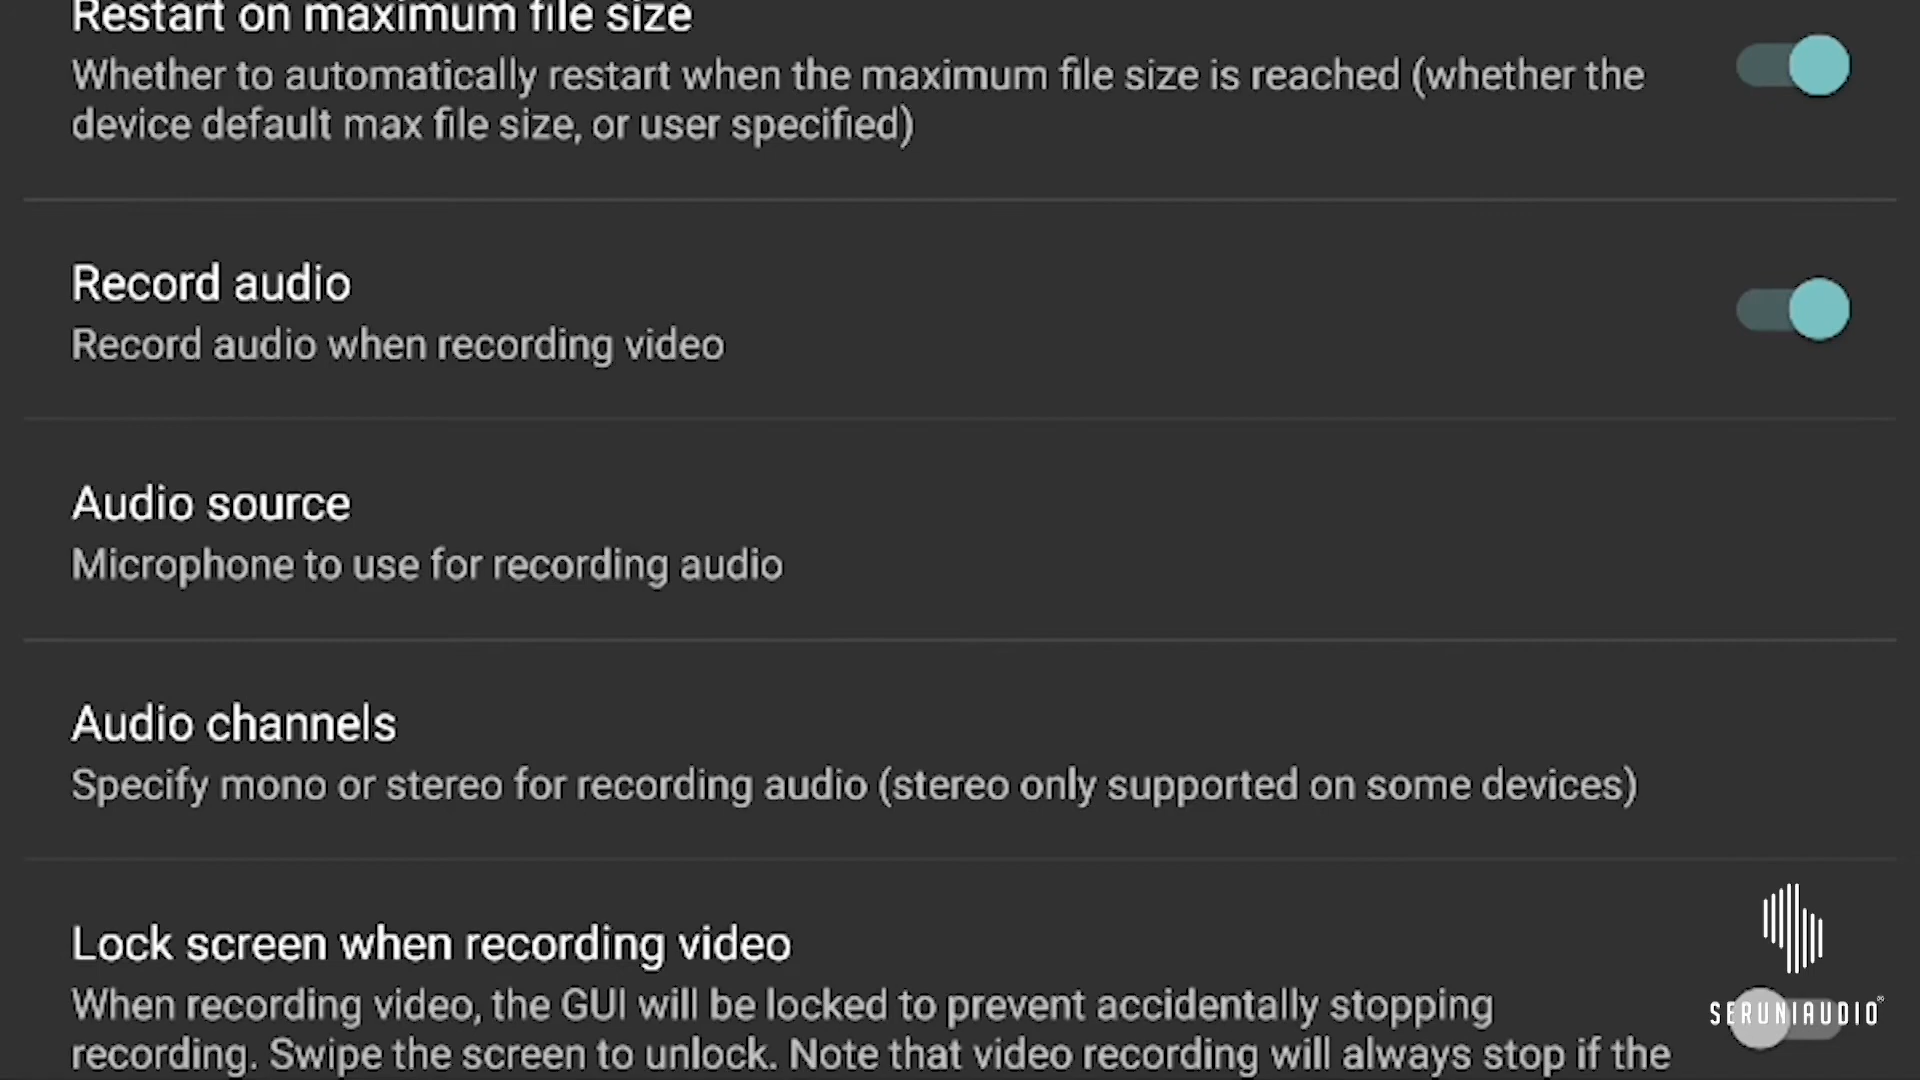 Restart on maximum file size
Whether to automatically restart when the maximum file size is reached (whether the
device default max file size, or user specified)
Record audio
Record audio when recording video
Audio source
Microphone to use for recording audio
Audio channels
Specify mono or stereo for recording audio (stereo only supported on some devices)
Lock screen when recording video
When recording video, the GUI will be locked to prevent accidentally stopping
recording. Swipe the screen to unlock. Note that video recording will always stop if the
SERUNIAUDIO®